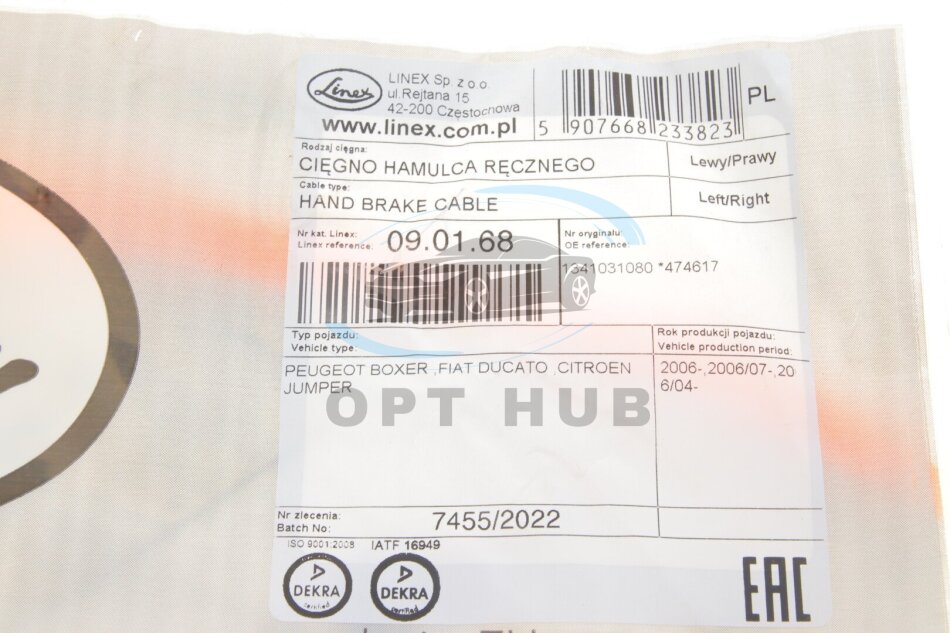 Linex
LINEX Sp. z o.o.
ul.Rejtana 15
42-200 Częstochowa
www.linex.com.pl
5 907668 233823
PL
Rodzaj cięgna:
CIĘGNO HAMULCA RĘCZNEGO
Lewy/Prawy
Cable type:
HAND BRAKE CABLE
Left/Right
Nr kat. Linex:
Linex reference:
09.01.68
Nr oryginału:
OE reference:
1341031080 *474617
Typ pojazdu:
Vehicle type:
Rok produkcji pojazdu:
Vehicle production period:
PEUGEOT BOXER ,FIAT DUCATO ,CITROEN
JUMPER
2006-,2006/07-,200
6/04-
OPT HUB
Nr zlecenia:
Batch No:
7455/2022
ISO 9001:2008
IATF 16949
DEKRA
certified
DEKRA
certified
EAC